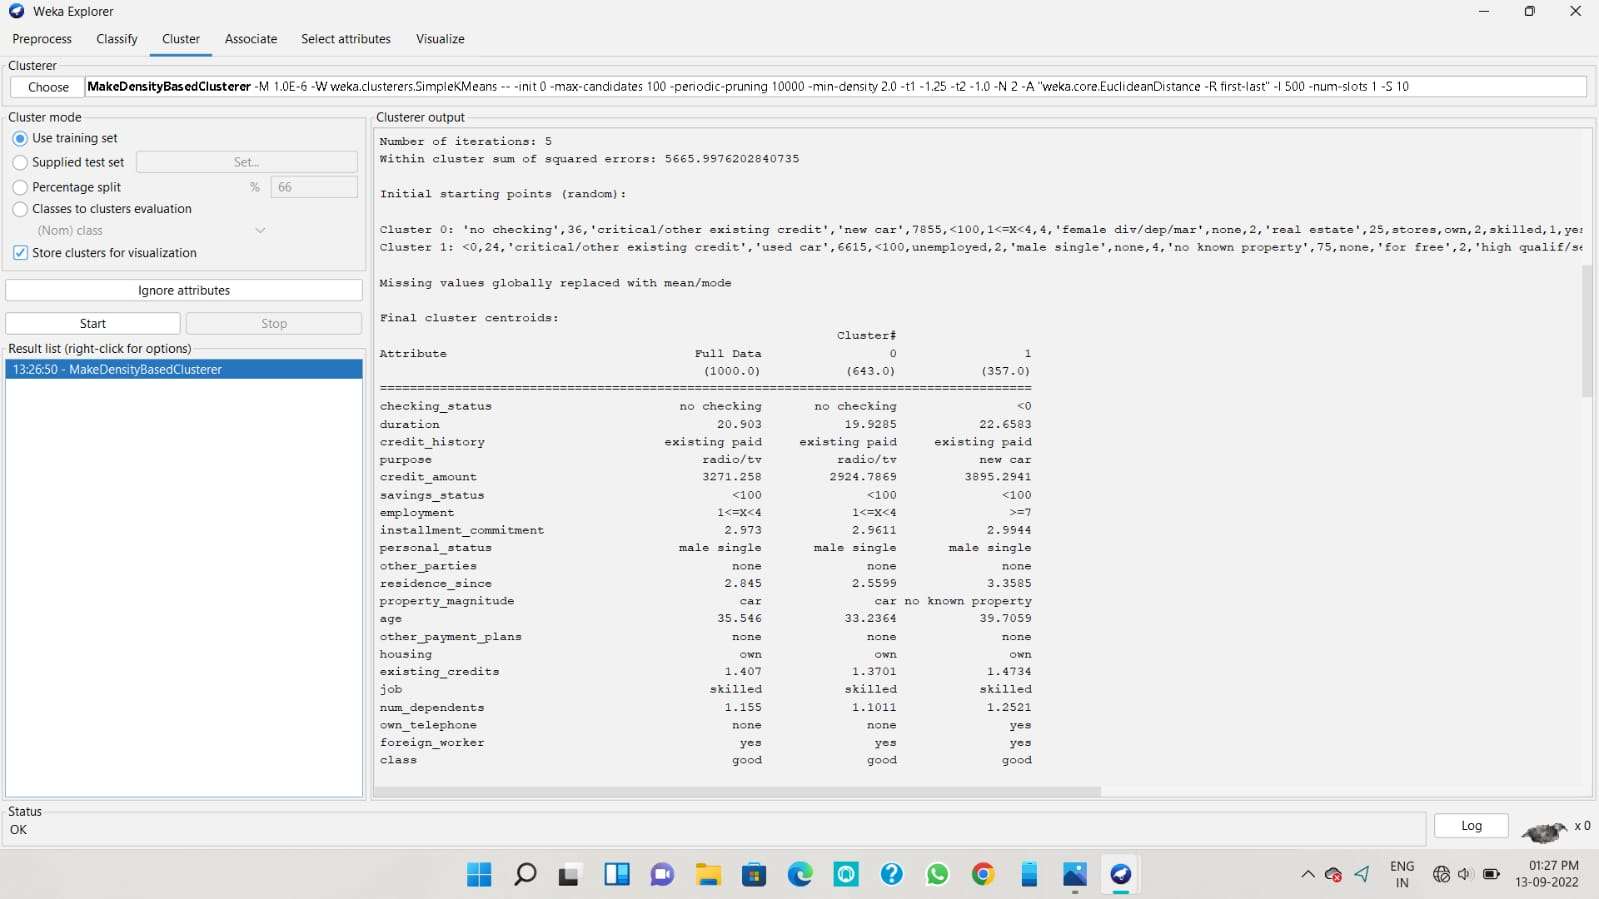 Weka Explorer
Preprocess Classify Cluster Associate Select attributes Visualize
Clusterer
Choose MakeDensityBasedClusterer -M 1.0E-6 -W weka.clusterers.SimpleKMeans -- -init 0 -max-candidates 100 -periodic-pruning 10000 -min-density 2.0 -t1 -1.25 -t2 -1.0 -N 2 -A "weka.core.EuclideanDistance -R first-last" -I 500 -num-slots 1 -S 10
Cluster mode
Use training set
Supplied test set Set...
Percentage split % 66
Classes to clusters evaluation
(Nom) class
Store clusters for visualization
Ignore attributes
Start Stop
Result list (right-click for options)
13:26:50 - MakeDensityBasedClusterer
Clusterer output
Number of iterations: 5
Within cluster sum of squared errors: 5665.9976202840735
Initial starting points (random):
Cluster 0: 'no checking',36,'critical/other existing credit','new car',7855,<100,1<=X<4,4,'female div/dep/mar',none,2,'real estate',25,stores,own,2,skilled,1,yes
Cluster 1: <0,24,'critical/other existing credit','used car',6615,<100,unemployed,2,'male single',none,4,'no known property',75,none,'for free',2,'high qualif/se
Missing values globally replaced with mean/mode
Final cluster centroids:
Cluster#
Attribute Full Data 0 1
(1000.0) (643.0) (357.0)
==========================================================================================
checking_status no checking no checking <0
duration 20.903 19.9285 22.6583
credit_history existing paid existing paid existing paid
purpose radio/tv radio/tv new car
credit_amount 3271.258 2924.7869 3895.2941
savings_status <100 <100 <100
employment 1<=X<4 1<=X<4 >=7
installment_commitment 2.973 2.9611 2.9944
personal_status male single male single male single
other_parties none none none
residence_since 2.845 2.5599 3.3585
property_magnitude car car no known property
age 35.546 33.2364 39.7059
other_payment_plans none none none
housing own own own
existing_credits 1.407 1.3701 1.4734
job skilled skilled skilled
num_dependents 1.155 1.1011 1.2521
own_telephone none none yes
foreign_worker yes yes yes
class good good good
Status
OK
Log x 0
ENG
IN
01:27 PM
13-09-2022